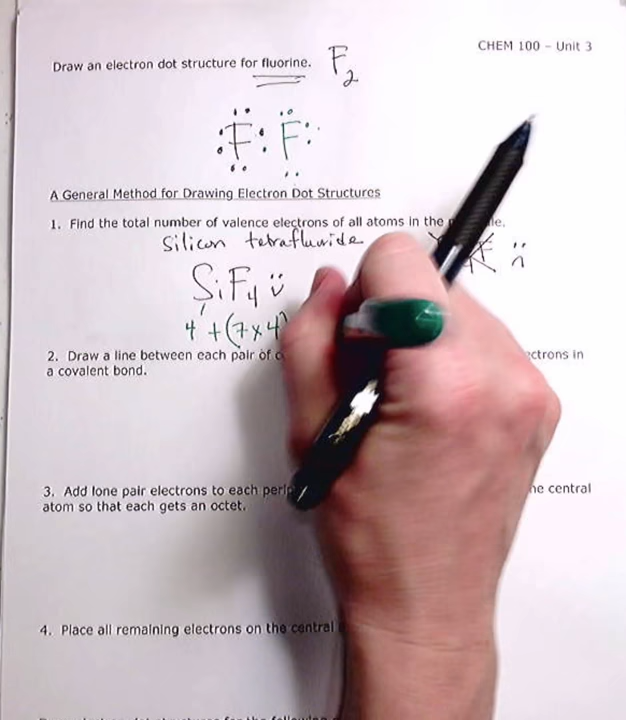 CHEM 100 – Unit 3
Draw an electron dot structure for fluorine. F2
F F
A General Method for Drawing Electron Dot Structures
1. Find the total number of valence electrons of all atoms in the
Silicon tetrafluride
SiF4
4 + (7x4)
2. Draw a line between each pair of in
a covalent bond.
3. Add lone pair electrons to each central
atom so that each gets an octet.
4. Place all remaining electrons on the central